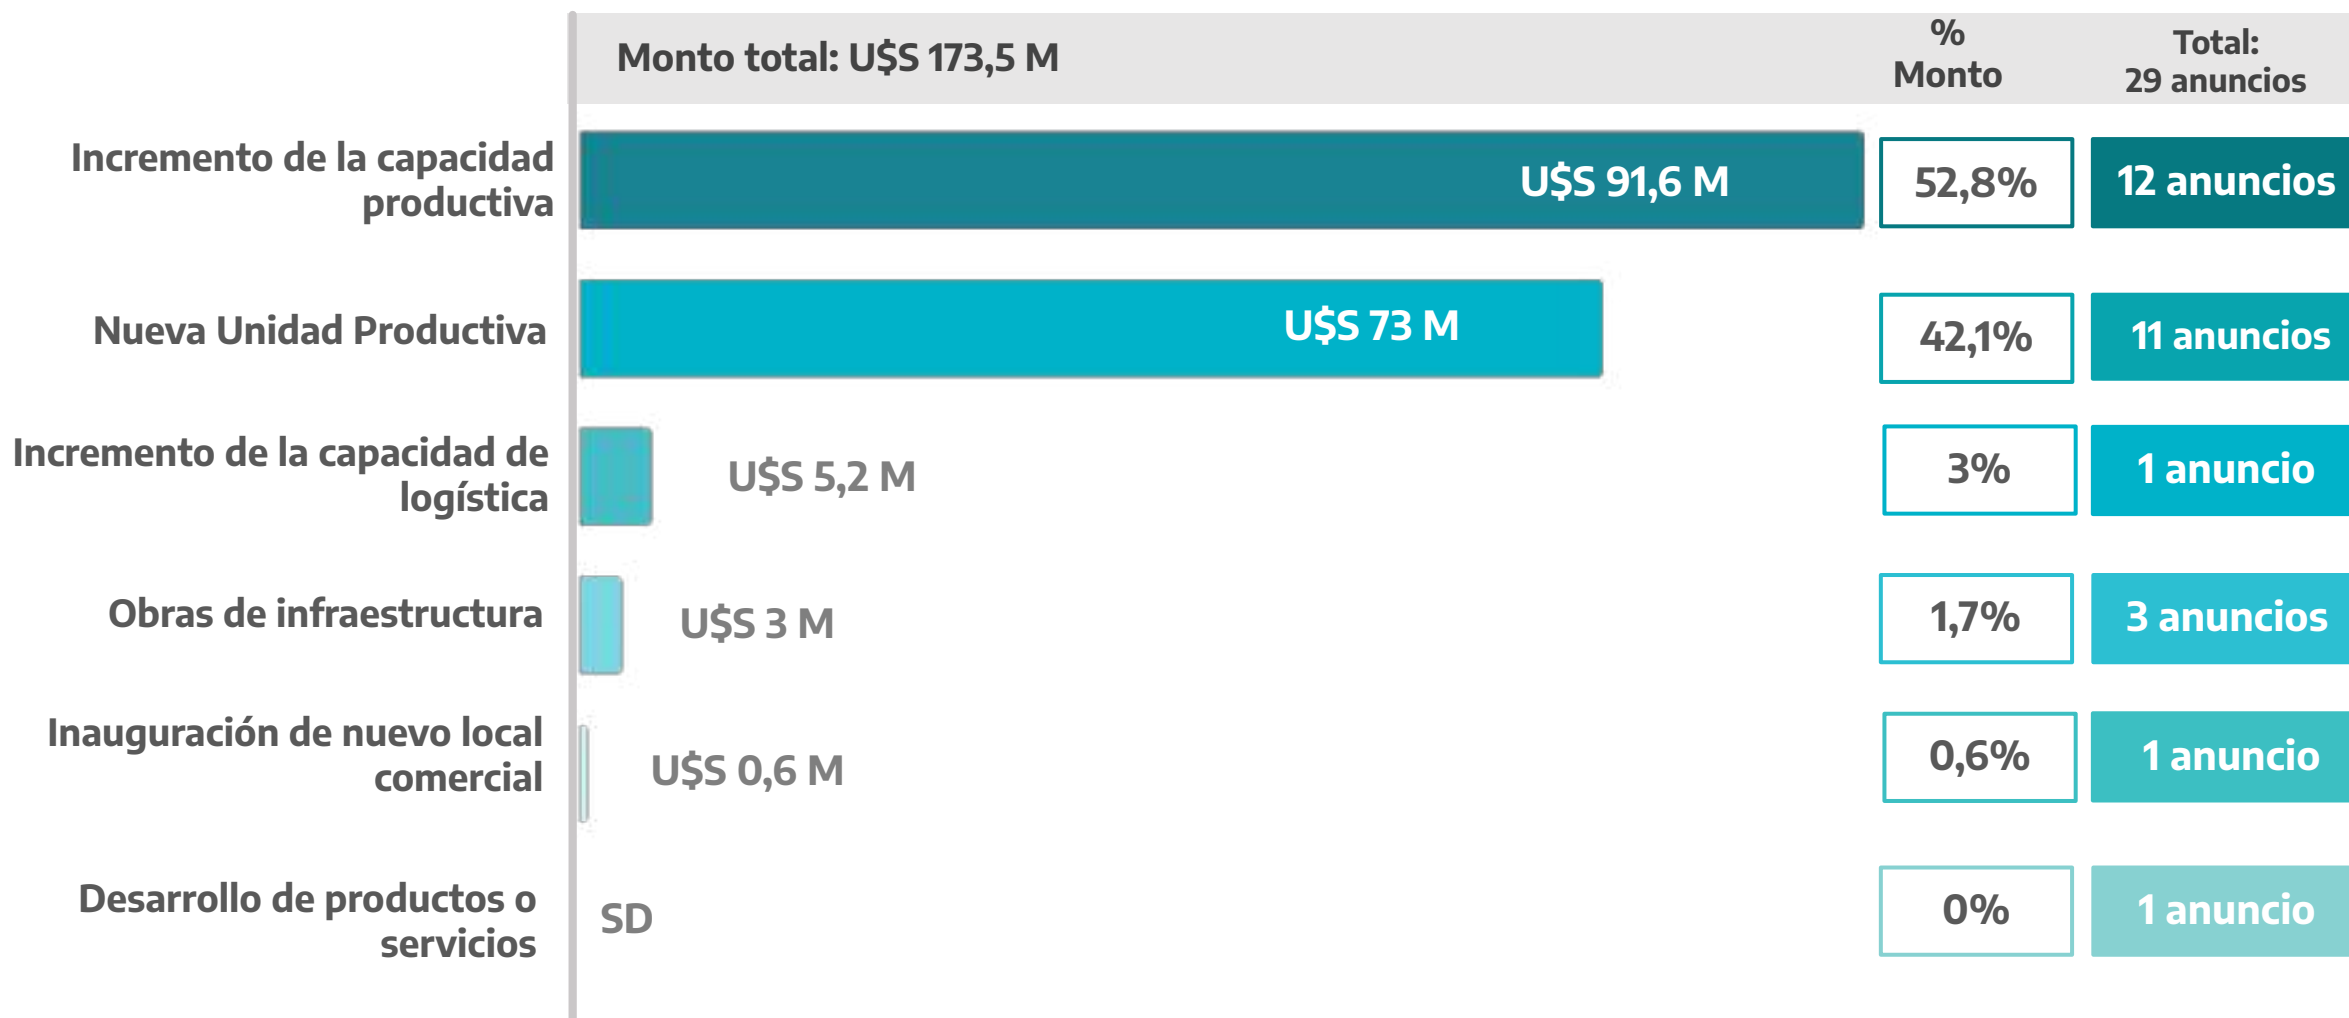 Monto total: U$S 173,5 M
%
Monto
Total:
29 anuncios
Incremento de la capacidad
productiva
U$S 91,6 M
52,8%
12 anuncios
Nueva Unidad Productiva
U$S 73 M
42,1%
11 anuncios
Incremento de la capacidad de
logística
U$S 5,2 M
3%
1 anuncio
Obras de infraestructura
U$S 3 M
1,7%
3 anuncios
Inauguración de nuevo local
comercial
U$S 0,6 M
0,6%
1 anuncio
Desarrollo de productos o
servicios
SD
0%
1 anuncio